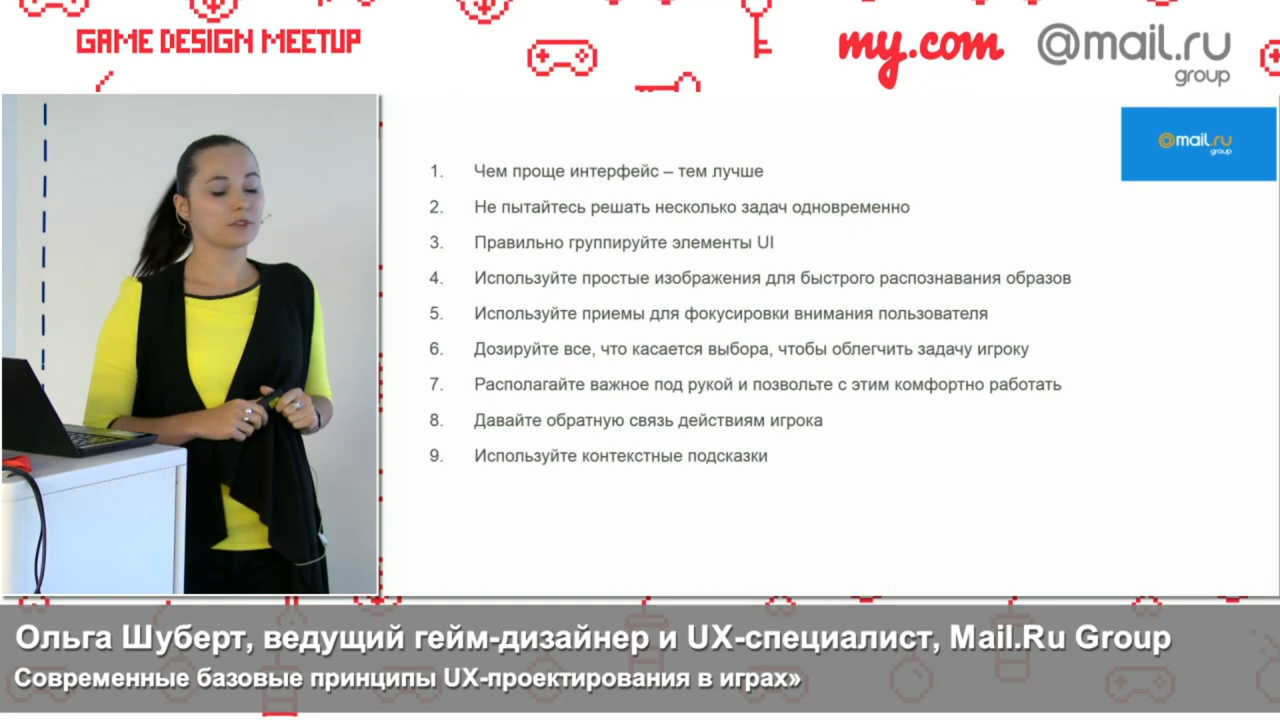 GAME DESIGN MEETUP
my.com
@mail.ru
group
@mail.ru
group
1. Чем проще интерфейс – тем лучше
2. Не пытайтесь решать несколько задач одновременно
3. Правильно группируйте элементы UI
4. Используйте простые изображения для быстрого распознавания образов
5. Используйте приемы для фокусировки внимания пользователя
6. Дозируйте все, что касается выбора, чтобы облегчить задачу игроку
7. Располагайте важное под рукой и позвольте с этим комфортно работать
8. Давайте обратную связь действиям игрока
9. Используйте контекстные подсказки
Ольга Шуберт, ведущий гейм-дизайнер и UX-специалист, Mail.Ru Group
Современные базовые принципы UX-проектирования в играх»